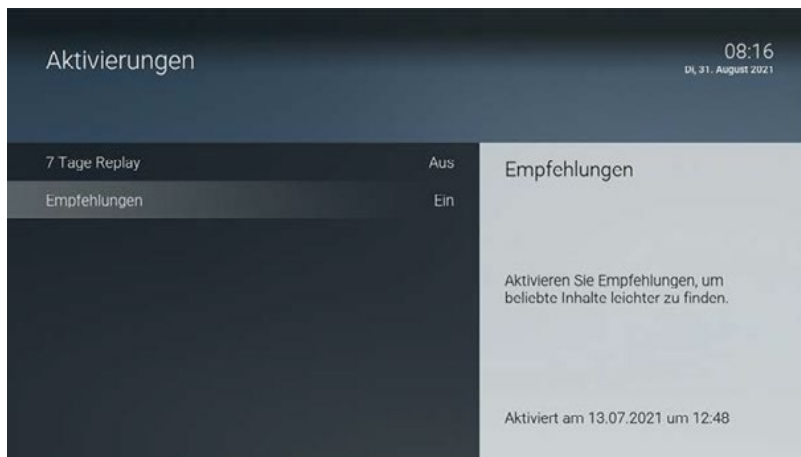 Aktivierungen
08:16
Di, 31. August 2021
7 Tage Replay Aus
Empfehlungen Ein
Empfehlungen
Aktivieren Sie Empfehlungen, um
beliebte Inhalte leichter zu finden.
Aktiviert am 13.07.2021 um 12:48